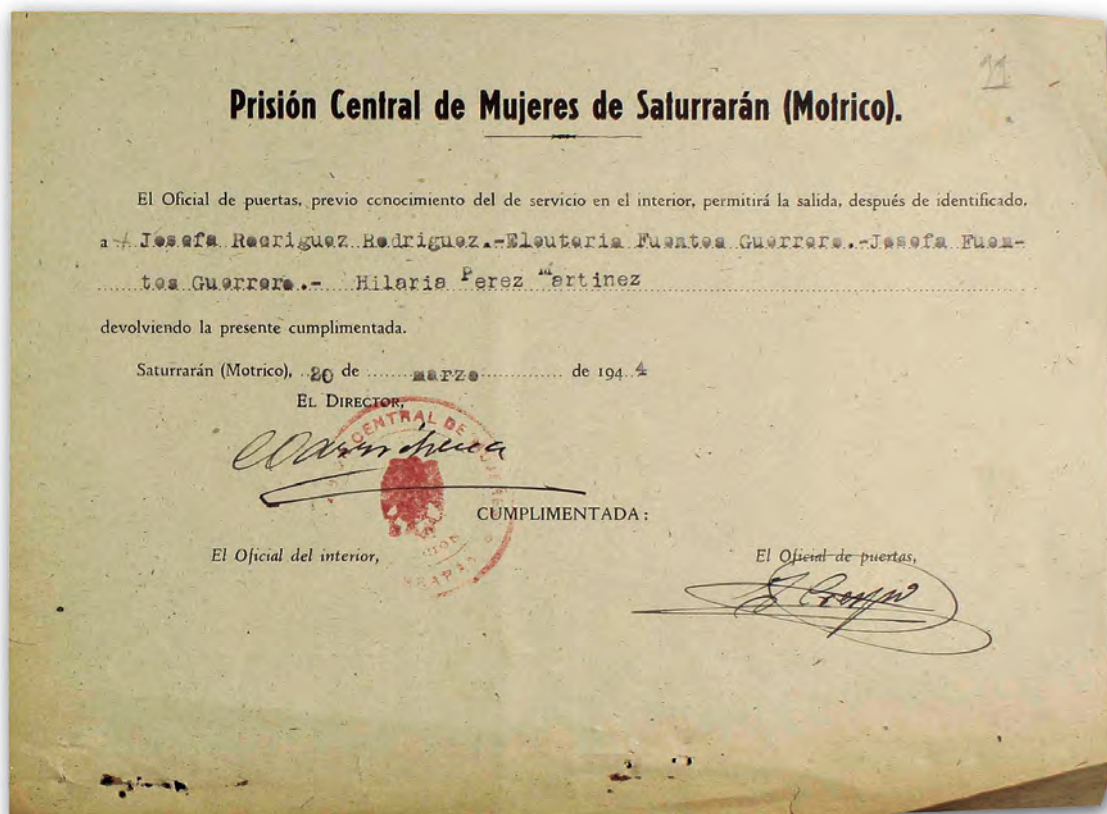 11
Prisión Central de Mujeres de Saturrarán (Motrico).
El Oficial de puertas, previo conocimiento del de servicio en el interior, permitirá la salida, después de identificado,
a Josefa Rodriguez Rodriguez.-Eleuteria Fuentes Guerrero.-Josefa Fuen-
tes Guerrero.- Hilaria Perez Martinez
devolviendo la presente cumplimentada.
Saturrarán (Motrico), 20 de marzo de 1944
EL DIRECTOR,
CENTRAL DE
CUMPLIMENTADA:
El Oficial del interior, El Oficial de puertas,